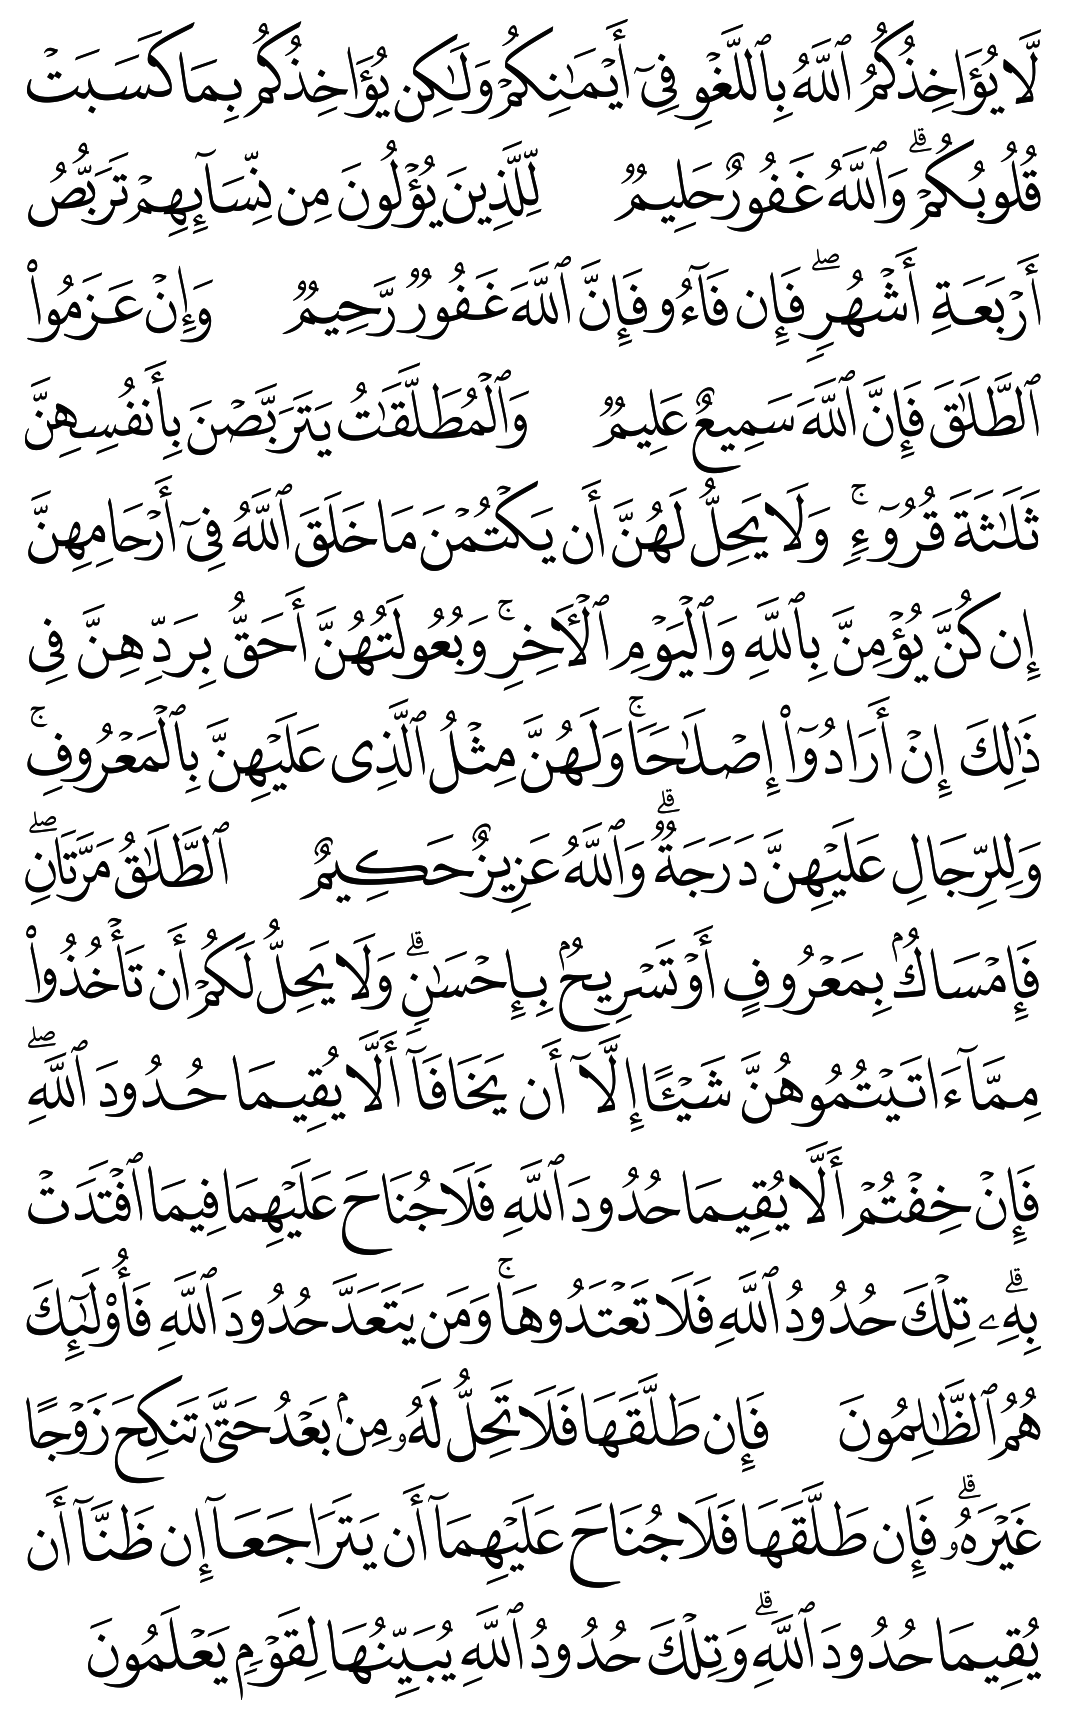 لَّا يُؤَاخِذُكُمُ ٱللَّهُ بِٱللَّغْوِ فِىٓ أَيْمَـٰنِكُمْ وَلَـٰكِن يُؤَاخِذُكُم بِمَا كَسَبَتْ
قُلُوبُكُمْ ۗ وَٱللَّهُ غَفُورٌ حَلِيمٌ لِّلَّذِينَ يُؤْلُونَ مِن نِّسَآئِهِمْ تَرَبُّصُ
أَرْبَعَةِ أَشْهُرٍ ۖ فَإِن فَآءُو فَإِنَّ ٱللَّهَ غَفُورٌ رَّحِيمٌ وَإِنْ عَزَمُوا۟
ٱلطَّلَـٰقَ فَإِنَّ ٱللَّهَ سَمِيعٌ عَلِيمٌ وَٱلْمُطَلَّقَـٰتُ يَتَرَبَّصْنَ بِأَنفُسِهِنَّ
ثَلَـٰثَةَ قُرُوٓءٍ ۚ وَلَا يَحِلُّ لَهُنَّ أَن يَكْتُمْنَ مَا خَلَقَ ٱللَّهُ فِىٓ أَرْحَامِهِنَّ
إِن كُنَّ يُؤْمِنَّ بِٱللَّهِ وَٱلْيَوْمِ ٱلْـَٔاخِرِ ۚ وَبُعُولَتُهُنَّ أَحَقُّ بِرَدِّهِنَّ فِى
ذَٰلِكَ إِنْ أَرَادُوٓا۟ إِصْلَـٰحًا ۚ وَلَهُنَّ مِثْلُ ٱلَّذِى عَلَيْهِنَّ بِٱلْمَعْرُوفِ ۚ
وَلِلرِّجَالِ عَلَيْهِنَّ دَرَجَةٌ ۗ وَٱللَّهُ عَزِيزٌ حَكِيمٌ ٱلطَّلَـٰقُ مَرَّتَانِ ۖ
فَإِمْسَاكٌۢ بِمَعْرُوفٍ أَوْ تَسْرِيحٌۢ بِإِحْسَـٰنٍ ۗ وَلَا يَحِلُّ لَكُمْ أَن تَأْخُذُوا۟
مِمَّآ ءَاتَيْتُمُوهُنَّ شَيْـًٔا إِلَّآ أَن يَخَافَآ أَلَّا يُقِيمَا حُدُودَ ٱللَّهِ ۖ
فَإِنْ خِفْتُمْ أَلَّا يُقِيمَا حُدُودَ ٱللَّهِ فَلَا جُنَاحَ عَلَيْهِمَا فِيمَا ٱفْتَدَتْ
بِهِۦ ۗ تِلْكَ حُدُودُ ٱللَّهِ فَلَا تَعْتَدُوهَا ۚ وَمَن يَتَعَدَّ حُدُودَ ٱللَّهِ فَأُو۟لَـٰٓئِكَ
هُمُ ٱلظَّـٰلِمُونَ فَإِن طَلَّقَهَا فَلَا تَحِلُّ لَهُۥ مِنۢ بَعْدُ حَتَّىٰ تَنكِحَ زَوْجًا
غَيْرَهُۥ ۗ فَإِن طَلَّقَهَا فَلَا جُنَاحَ عَلَيْهِمَآ أَن يَتَرَاجَعَآ إِن ظَنَّآ أَن
يُقِيمَا حُدُودَ ٱللَّهِ ۗ وَتِلْكَ حُدُودُ ٱللَّهِ يُبَيِّنُهَا لِقَوْمٍ يَعْلَمُونَ